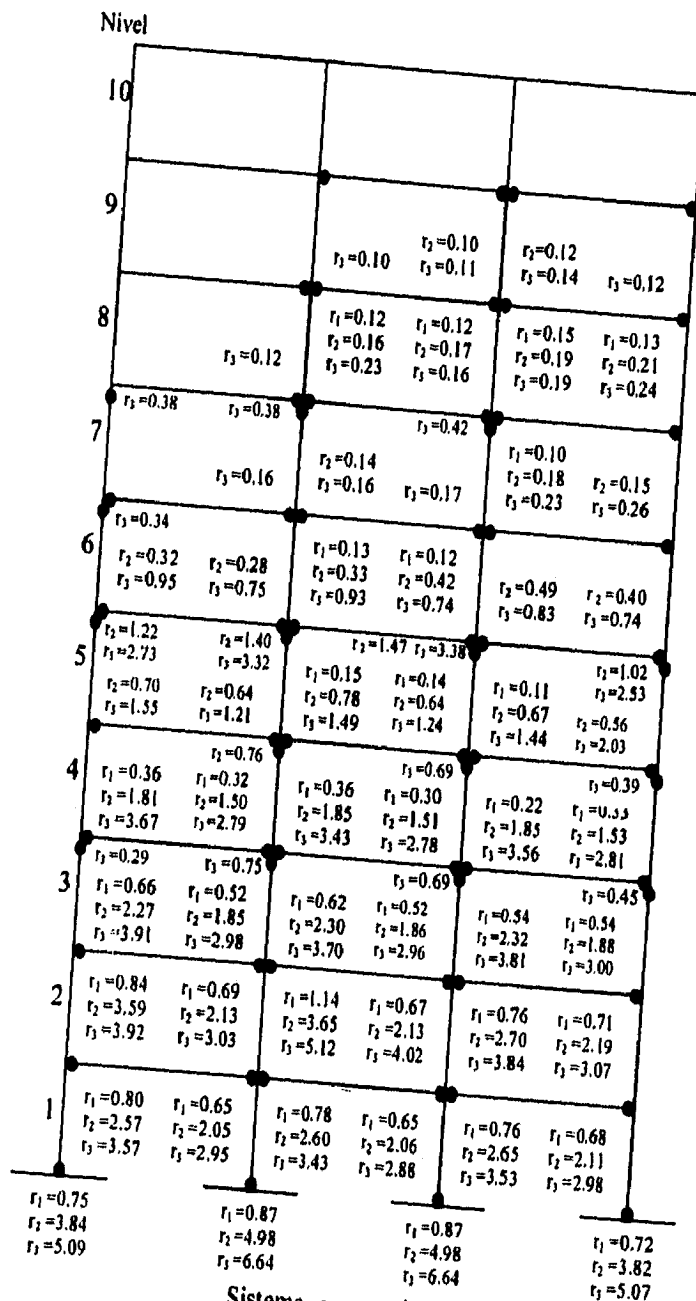 Nivel
10
9
r₂=0.10 r₂=0.12
r₃=0.10 r₃=0.11 r₃=0.14 r₃=0.12
8
r₁=0.12 r₁=0.12 r₁=0.15 r₁=0.13
r₂=0.16 r₂=0.17 r₂=0.19 r₂=0.21
r₃=0.12 r₃=0.23 r₃=0.16 r₃=0.19 r₃=0.24
7
r₃=0.38 r₃=0.38 r₃=0.42
r₁=0.10
r₂=0.14 r₂=0.18 r₂=0.15
r₃=0.16 r₃=0.16 r₃=0.17 r₃=0.23 r₃=0.26
6
r₃=0.34
r₁=0.13 r₁=0.12
r₂=0.32 r₂=0.28 r₂=0.33 r₂=0.42 r₂=0.49 r₂=0.40
r₃=0.95 r₃=0.75 r₃=0.93 r₃=0.74 r₃=0.83 r₃=0.74
5
r₂=1.22 r₂=1.40 r₂=1.47 r₃=3.38 r₂=1.02
r₃=2.73 r₃=3.32 r₃=2.53
r₁=0.15 r₁=0.14 r₁=0.11
r₂=0.70 r₂=0.64 r₂=0.78 r₂=0.64 r₂=0.67 r₂=0.56
r₃=1.55 r₃=1.21 r₃=1.49 r₃=1.24 r₃=1.44 r₃=2.03
4
r₂=0.76 r₃=0.69 r₃=0.39
r₁=0.36 r₁=0.32 r₁=0.36 r₁=0.30 r₁=0.22
r₂=1.81 r₂=1.50 r₂=1.85 r₂=1.51 r₂=1.85 r₂=1.53
r₃=3.67 r₃=2.79 r₃=3.43 r₃=2.78 r₃=3.56 r₃=2.81
3
r₃=0.29 r₃=0.75 r₃=0.69 r₃=0.45
r₁=0.66 r₁=0.52 r₁=0.62 r₁=0.52 r₁=0.54 r₁=0.54
r₂=2.27 r₂=1.85 r₂=2.30 r₂=1.86 r₂=2.32 r₂=1.88
r₃=3.91 r₃=2.98 r₃=3.70 r₃=2.96 r₃=3.81 r₃=3.00
2
r₁=0.84 r₁=0.69 r₁=1.14 r₁=0.67 r₁=0.76 r₁=0.71
r₂=3.59 r₂=2.13 r₂=3.65 r₂=2.13 r₂=2.70 r₂=2.19
r₃=3.92 r₃=3.03 r₃=5.12 r₃=4.02 r₃=3.84 r₃=3.07
1
r₁=0.80 r₁=0.65 r₁=0.78 r₁=0.65 r₁=0.76 r₁=0.68
r₂=2.57 r₂=2.05 r₂=2.60 r₂=2.06 r₂=2.65 r₂=2.11
r₃=3.57 r₃=2.95 r₃=3.43 r₃=2.88 r₃=3.53 r₃=2.98
r₁=0.75 r₁=0.87 r₁=0.87 r₁=0.72
r₂=3.84 r₂=4.98 r₂=4.98 r₂=3.82
r₃=5.09 r₃=6.64 r₃=6.64 r₃=5.07
Sistema